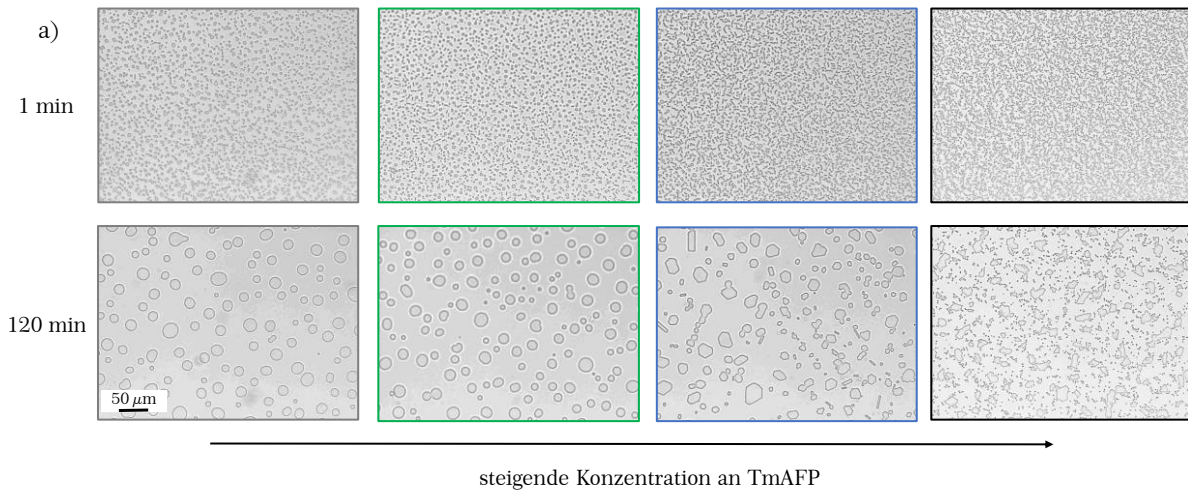 a)
1 min
120 min
50 μm
steigende Konzentration an TmAFP